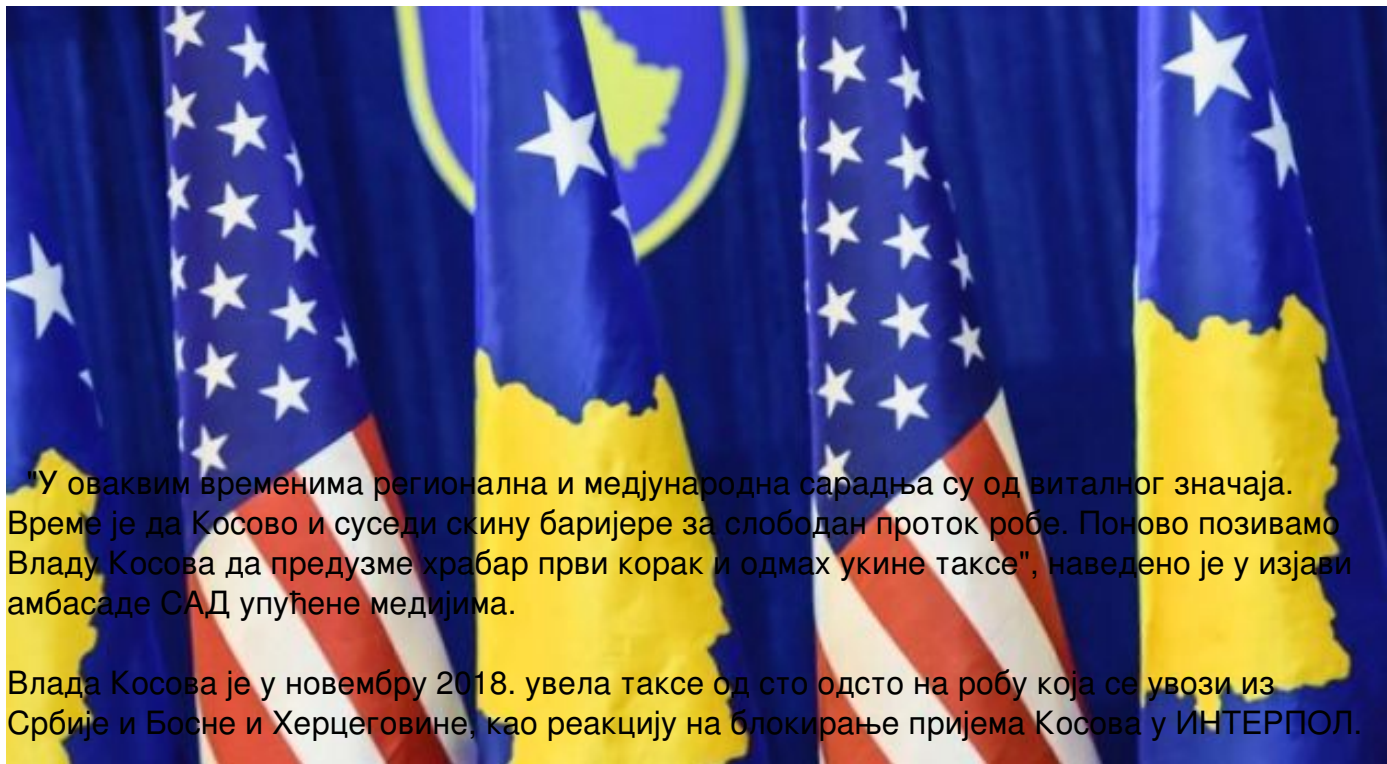 "У оваквим временима регионална и медјународна сарадња су од виталног значаја.
Време је да Косово и суседи скину баријере за слободан проток робе. Поново позивамо
Владу Косова да предузме храбар први корак и одмах укине таксе", наведено је у изјави
амбасаде САД упућене медијима.
Влада Косова је у новембру 2018. увела таксе од сто одсто на робу која се увози из
Србије и Босне и Херцеговине, као реакцију на блокирање пријема Косова у ИНТЕРПОЛ.